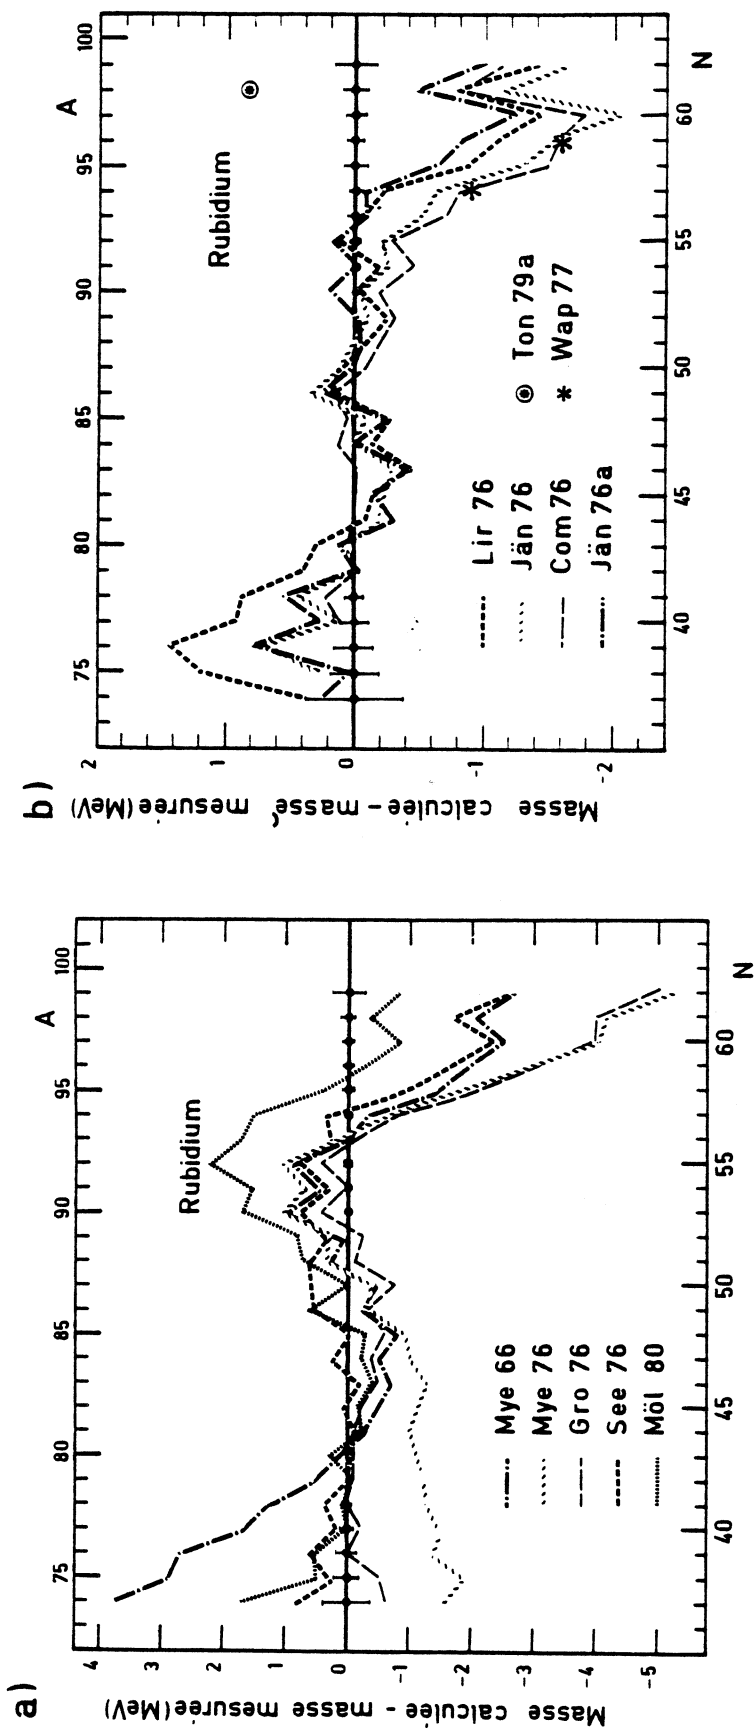 a)
A
75 80 85 90 95 100
Rubidium
4
3
2
1
0
-1
-2
-3
-4
-5
Masse calculée - masse mesurée (MeV)
Mye 66
Mye 76
Gro 76
See 76
Möl 80
40 45 50 55 60
N
b)
A
75 80 85 90 95 100
Rubidium
2
1
0
-1
-2
Masse calculée - masse mesurée (MeV)
Lir 76
Jän 76
Com 76
Jän 76a
Ton 79a
Wap 77
40 45 50 55 60
N